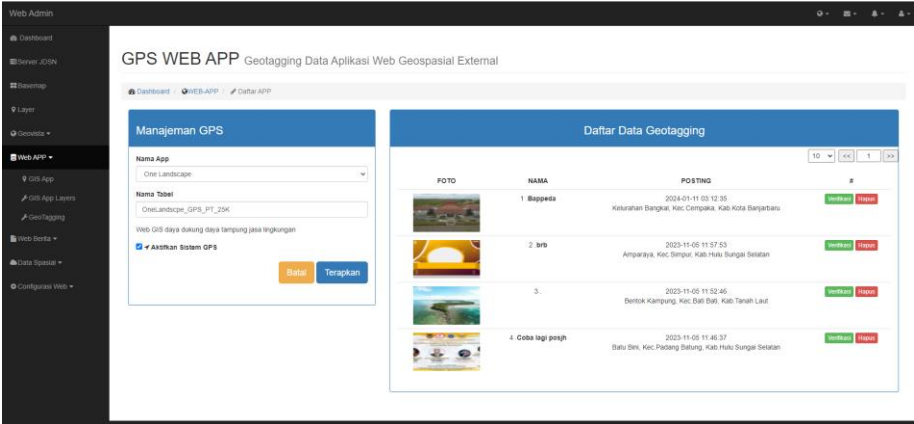 Web Admin
Dashboard
Server JDSN
Basemap
Layer
Geovista
Web APP
GIS App
GIS App Layers
GeoTagging
Web Berita
Data Spasial
Configurasi Web
GPS WEB APP Geotagging Data Aplikasi Web Geospasial External
Dashboard / WEB-APP / Daftar APP
Manajeman GPS
Nama App
One Landscape
Nama Tabel
OneLandscpe_GPS_PT_25K
Web GIS daya dukung daya tampung jasa lingkungan
Aktifkan Sistem GPS
Batal Terapkan
Daftar Data Geotagging
10 << 1 >>
FOTO NAMA POSTING #
1. Bappeda 2024-01-11 03:12:35 Verifikasi Hapus
Kelurahan Bangkal, Kec.Cempaka, Kab.Kota Banjarbaru
2. brb 2023-11-05 11:57:53 Verifikasi Hapus
Amparaya, Kec.Simpur, Kab.Hulu Sungai Selatan
3. 2023-11-05 11:52:46 Verifikasi Hapus
Bentok Kampung, Kec.Bati Bati, Kab.Tanah Laut
4. Coba lagi posjh 2023-11-05 11:46:37 Verifikasi Hapus
Batu Bini, Kec.Padang Batung, Kab.Hulu Sungai Selatan